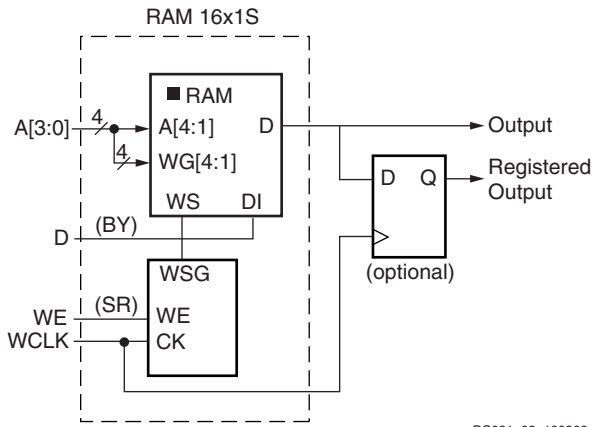 RAM 16x1S
RAM
A[3:0]
4
A[4:1]
D
Output
4
WG[4:1]
D
Q
Registered
Output
WS
DI
D
(BY)
WSG
(optional)
WE
(SR)
WE
WCLK
CK